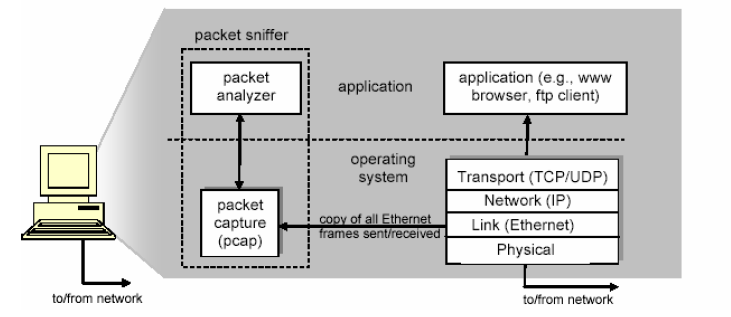 packet sniffer
packet
analyzer
application
application (e.g., www
browser, ftp client)
operating
system
packet
capture
(pcap)
copy of all Ethernet
frames sent/received
Transport (TCP/UDP)
Network (IP)
Link (Ethernet)
Physical
to/from network
to/from network